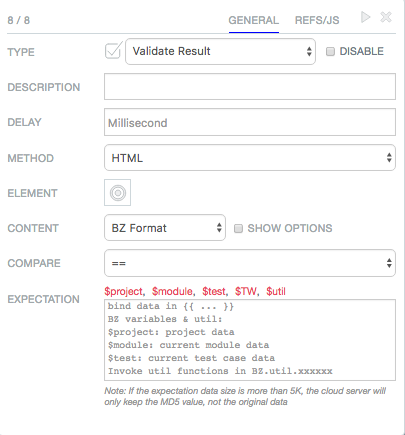 8 / 8 GENERAL REFS/JS
TYPE Validate Result DISABLE
DESCRIPTION
DELAY Millisecond
METHOD HTML
ELEMENT
CONTENT BZ Format SHOW OPTIONS
COMPARE ==
EXPECTATION $project, $module, $test, $TW, $util
bind data in {{ ... }}
BZ variables & util:
$project: project data
$module: current module data
$test: current test case data
Invoke util functions in BZ.util.xxxxxx
Note: If the expectation data size is more than 5K, the cloud server will
only keep the MD5 value, not the original data